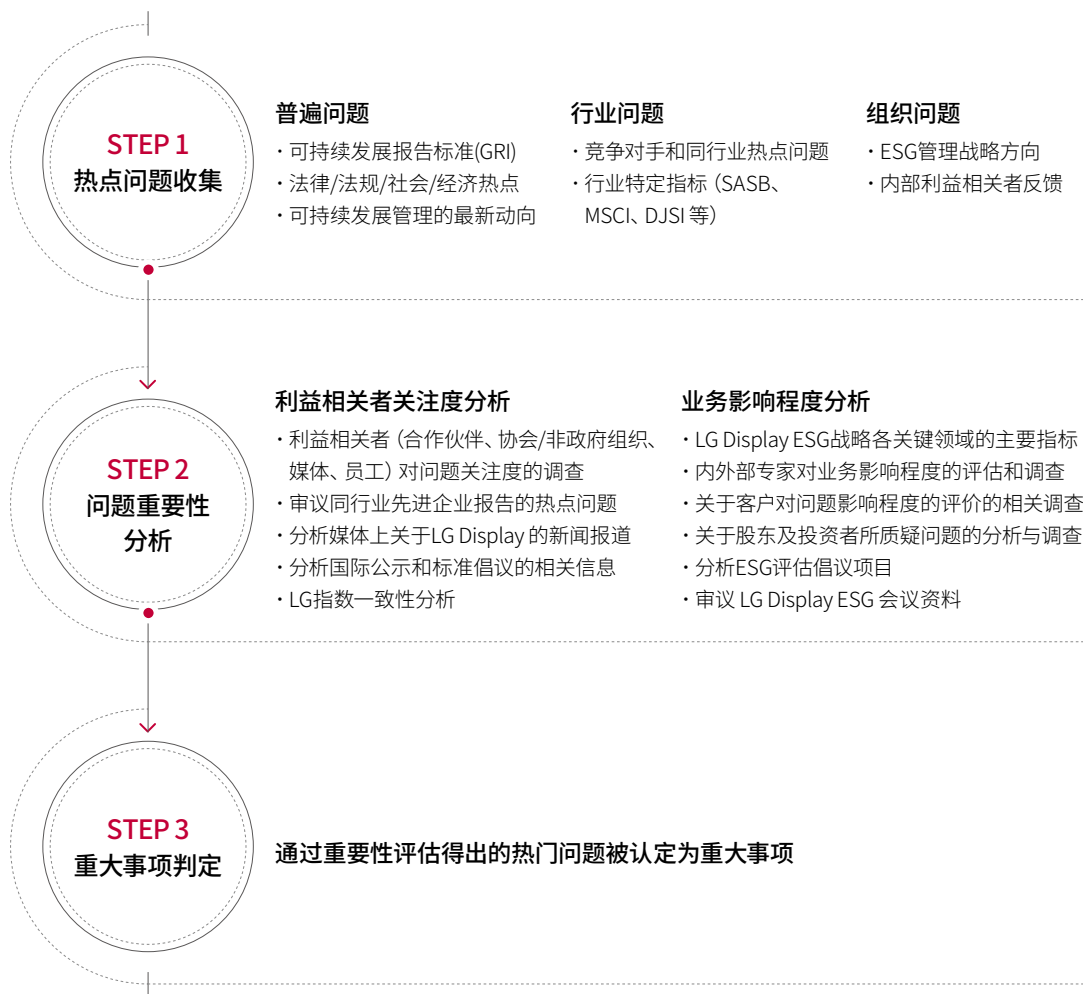 STEP 1
热点问题收集
普遍问题
· 可持续发展报告标准(GRI)
· 法律/法规/社会/经济热点
· 可持续发展管理的最新动向
行业问题
· 竞争对手和同行业热点问题
· 行业特定指标（SASB、
MSCI、DJSI 等）
组织问题
· ESG管理战略方向
· 内部利益相关者反馈
STEP 2
问题重要性
分析
利益相关者关注度分析
· 利益相关者（合作伙伴、协会/非政府组织、
媒体、员工）对问题关注度的调查
· 审议同行业先进企业报告的热点问题
· 分析媒体上关于LG Display 的新闻报道
· 分析国际公示和标准倡议的相关信息
· LG指数一致性分析
业务影响程度分析
· LG Display ESG战略各关键领域的主要指标
· 内外部专家对业务影响程度的评估和调查
· 关于客户对问题影响程度的评价的相关调查
· 关于股东及投资者所质疑问题的分析与调查
· 分析ESG评估倡议项目
· 审议 LG Display ESG 会议资料
STEP 3
重大事项判定
通过重要性评估得出的热门问题被认定为重大事项